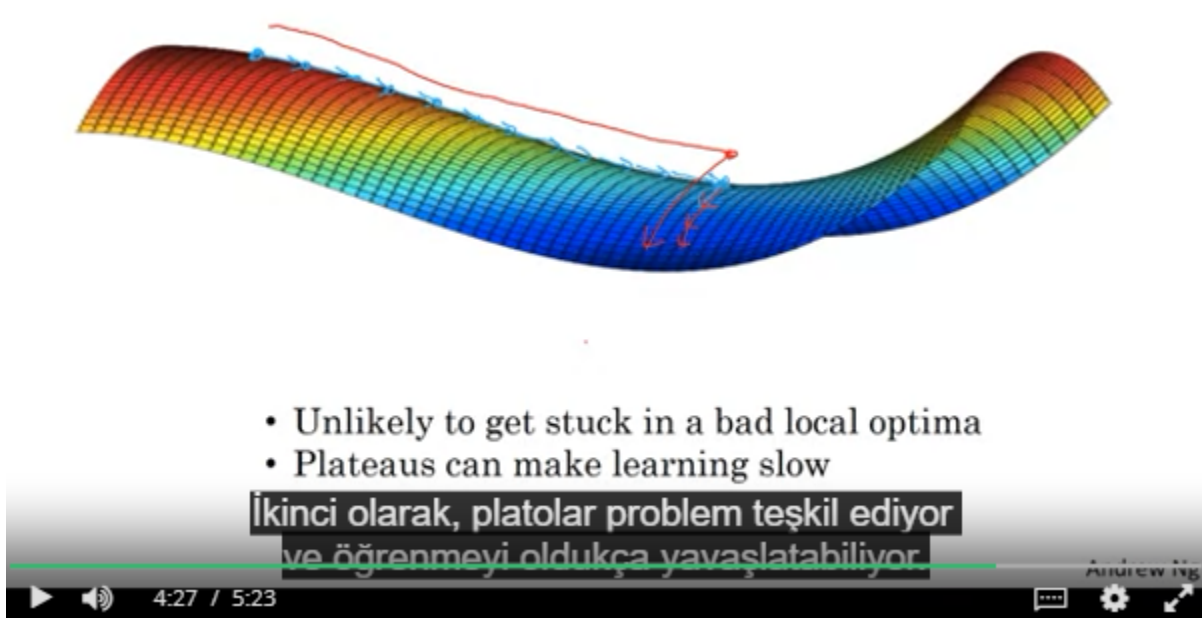 • Unlikely to get stuck in a bad local optima
• Plateaus can make learning slow
İkinci olarak, platolar problem teşkil ediyor
ve öğrenmeyi oldukça yavaşlatabiliyor.
Andrew Ng
4:27 / 5:23